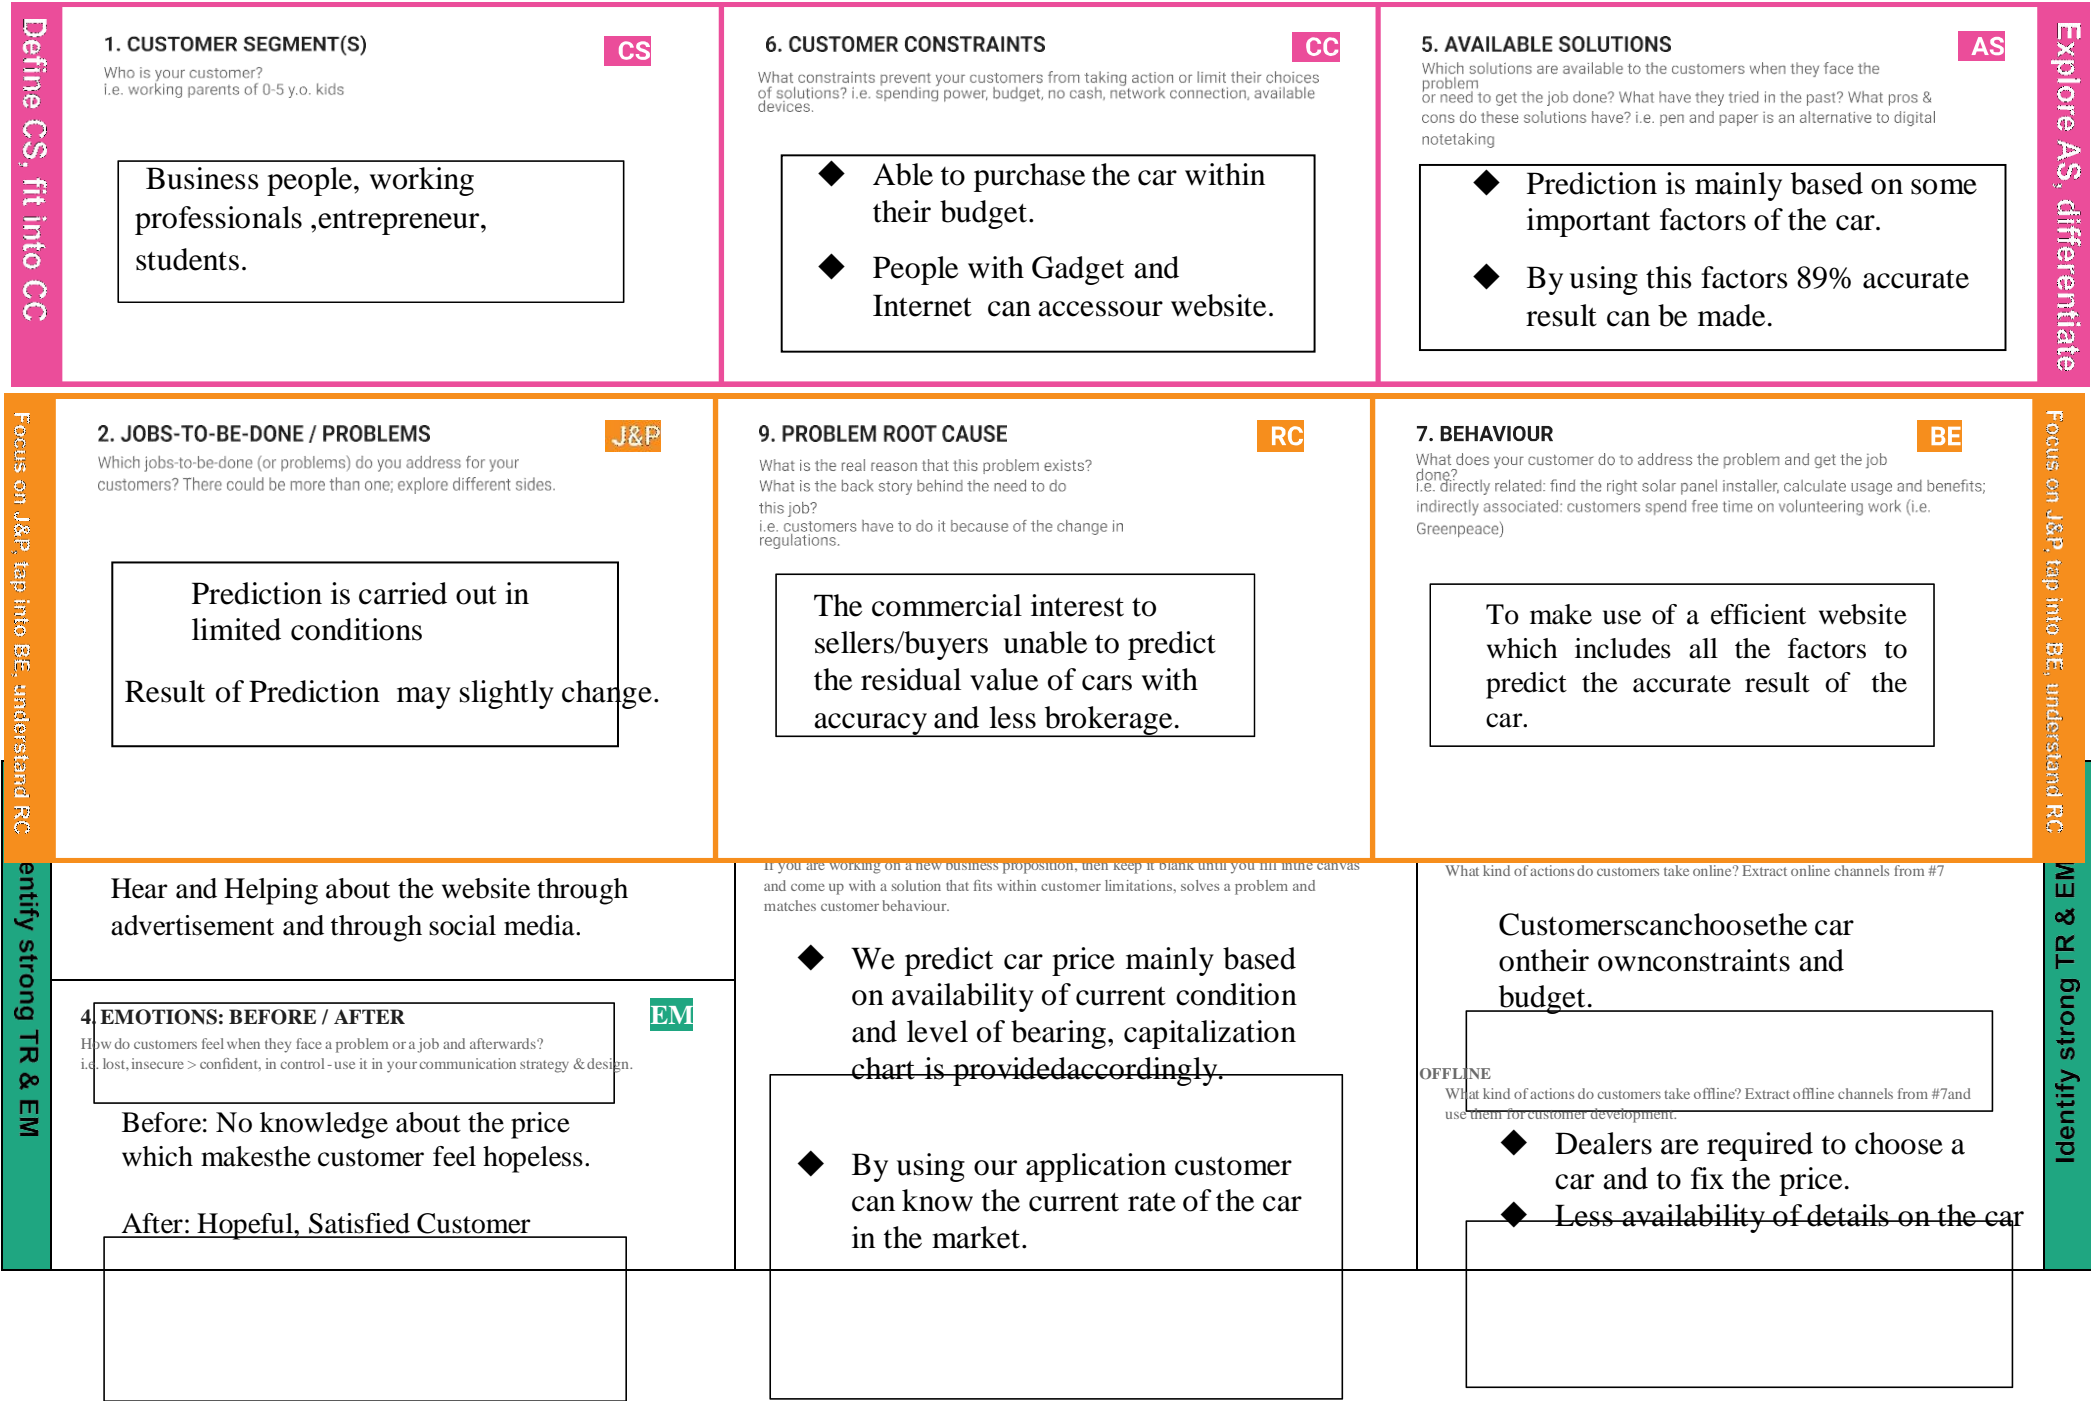 Define CS, fit into CC
1. CUSTOMER SEGMENT(S)
CS
Who is your customer?
i.e. working parents of 0-5 y.o. kids
Business people, working
professionals ,entrepreneur,
students.
6. CUSTOMER CONSTRAINTS
CC
What constraints prevent your customers from taking action or limit their choices
of solutions? i.e. spending power, budget, no cash, network connection, available
devices.
◆ Able to purchase the car within
their budget.
◆ People with Gadget and
Internet can accessour website.
5. AVAILABLE SOLUTIONS
AS
Which solutions are available to the customers when they face the
problem
or need to get the job done? What have they tried in the past? What pros &
cons do these solutions have? i.e. pen and paper is an alternative to digital
notetaking
◆ Prediction is mainly based on some
important factors of the car.
◆ By using this factors 89% accurate
result can be made.
Explore AS, differentiate
Focus on J&P, tap into BE, understand RC
2. JOBS-TO-BE-DONE / PROBLEMS
J&P
Which jobs-to-be-done (or problems) do you address for your
customers? There could be more than one; explore different sides.
Prediction is carried out in
limited conditions
Result of Prediction may slightly change.
9. PROBLEM ROOT CAUSE
RC
What is the real reason that this problem exists?
What is the back story behind the need to do
this job?
i.e. customers have to do it because of the change in
regulations.
The commercial interest to
sellers/buyers unable to predict
the residual value of cars with
accuracy and less brokerage.
7. BEHAVIOUR
BE
What does your customer do to address the problem and get the job
done?
i.e. directly related: find the right solar panel installer, calculate usage and benefits;
indirectly associated: customers spend free time on volunteering work (i.e.
Greenpeace)
To make use of a efficient website
which includes all the factors to
predict the accurate result of the
car.
Focus on J&P, tap into BE, understand RC
entify strong TR & EM
Hear and Helping about the website through
advertisement and through social media.
4. EMOTIONS: BEFORE / AFTER
EM
How do customers feel when they face a problem or a job and afterwards?
i.e. lost, insecure > confident, in control - use it in your communication strategy & design.
Before: No knowledge about the price
which makesthe customer feel hopeless.
After: Hopeful, Satisfied Customer
If you are working on a new business proposition, then keep it blank until you fill inthe canvas
and come up with a solution that fits within customer limitations, solves a problem and
matches customer behaviour.
◆ We predict car price mainly based
on availability of current condition
and level of bearing, capitalization
chart is providedaccordingly.
◆ By using our application customer
can know the current rate of the car
in the market.
What kind of actions do customers take online? Extract online channels from #7
Customerscanchoosethe car
ontheir ownconstraints and
budget.
OFFLINE
What kind of actions do customers take offline? Extract offline channels from #7and
use them for customer development.
◆ Dealers are required to choose a
car and to fix the price.
◆ Less availability of details on the car
Identify strong TR & EM